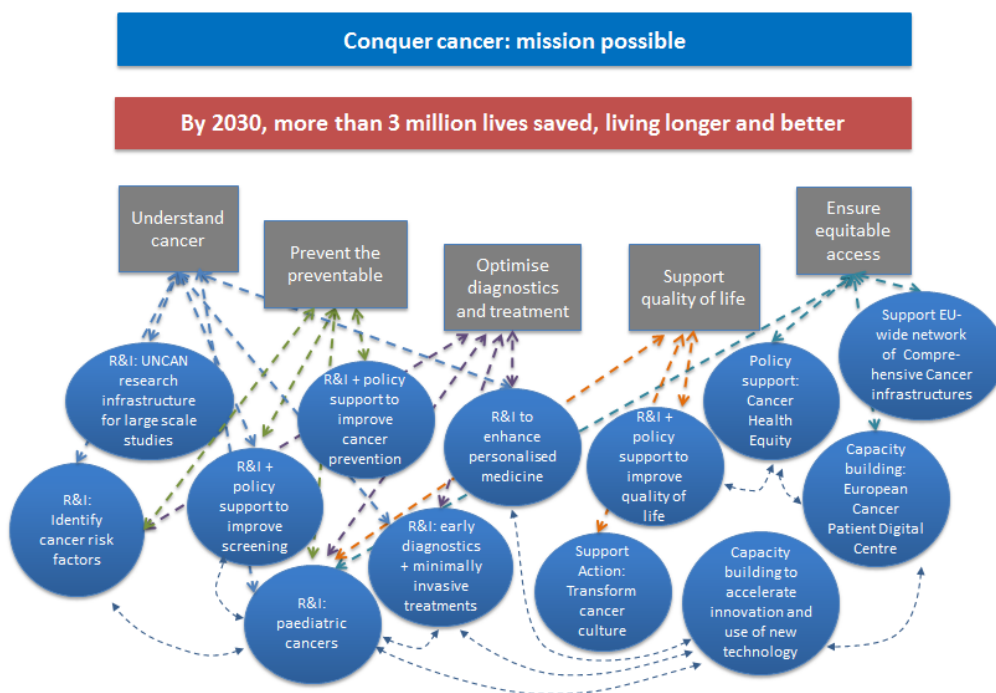 Conquer cancer: mission possible
By 2030, more than 3 million lives saved, living longer and better
Understand
cancer
Prevent the
preventable
Optimise
diagnostics
and treatment
Support
quality of life
Ensure
equitable
access
R&I: UNCAN
research
infrastructure
for large scale
studies
R&I + policy
support to
improve
cancer
prevention
R&I to
enhance
personalised
medicine
R&I +
policy
support to
improve
quality of
life
Policy
support:
Cancer
Health
Equity
Support EU-
wide network
of Compre-
hensive Cancer
infrastructures
R&I:
Identify
cancer risk
factors
R&I +
policy
support to
improve
screening
R&I: early
diagnostics
+ minimally
invasive
treatments
Capacity
building:
European
Cancer
Patient Digital
Centre
R&I:
paediatric
cancers
Support
Action:
Transform
cancer
culture
Capacity
building to
accelerate
innovation and
use of new
technology